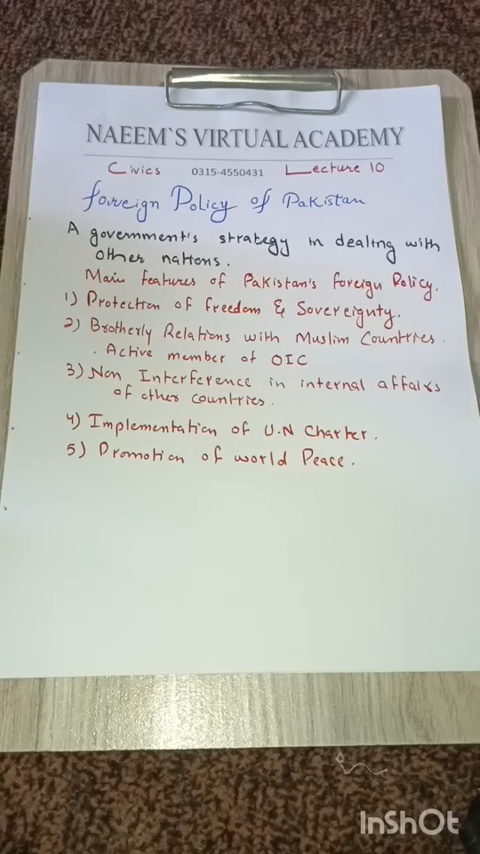 NAEEM`S VIRTUAL ACADEMY
Civics 0315-4550431 Lecture 10
Foreign Policy of Pakistan
A government's strategy in dealing with
other nations.
Main features of Pakistan's foreign Policy.
1) Protection of freedom & Sovereignty.
2) Brotherly Relations with Muslim Countries.
. Active member of OIC
3) Non Interference in internal affairs
of other countries.
4) Implementation of U.N Charter.
5) Promotion of world Peace.
InShOt